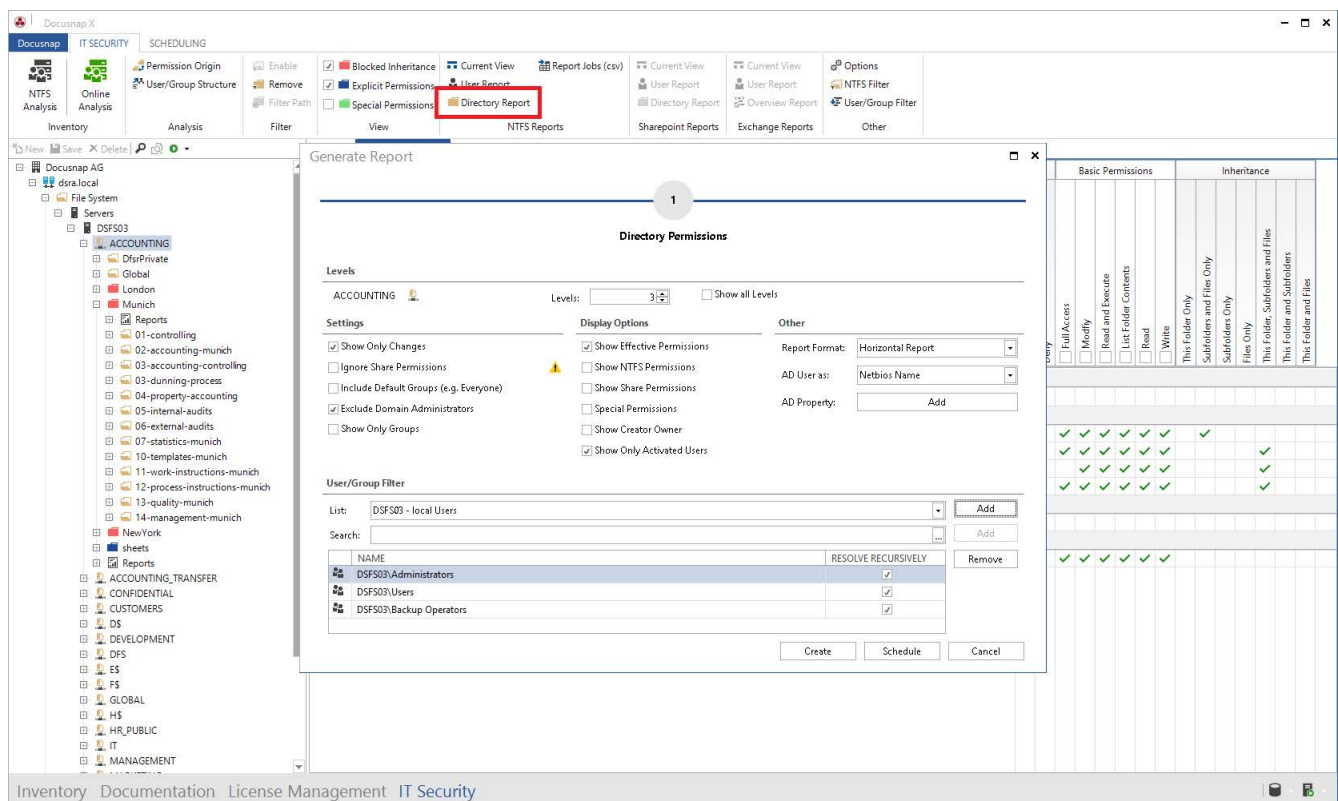 Docusnap X
Docusnap IT SECURITY SCHEDULING
NTFS Analysis
Online Analysis
Inventory
Permission Origin
User/Group Structure
Analysis
Enable
Remove
Filter Path
Filter
Blocked Inheritance
Explicit Permissions
Special Permissions
View
Current View
User Report
Directory Report
Report Jobs (csv)
NTFS Reports
Current View
User Report
Directory Report
Sharepoint Reports
Current View
User Report
Overview Report
Exchange Reports
Options
NTFS Filter
User/Group Filter
Other
New Save Delete
Docusnap AG
dsra.local
File System
Servers
DSFS03
ACCOUNTING
DfsrPrivate
Global
London
Munich
Reports
01-controlling
02-accounting-munich
03-accounting-controlling
03-dunning-process
04-property-accounting
05-internal-audits
06-external-audits
07-statistics-munich
10-templates-munich
11-work-instructions-munich
12-process-instructions-munich
13-quality-munich
14-management-munich
NewYork
sheets
Reports
ACCOUNTING_TRANSFER
CONFIDENTIAL
CUSTOMERS
D$
DEVELOPMENT
DFS
E$
F$
GLOBAL
H$
HR_PUBLIC
IT
MANAGEMENT
Generate Report
1
Directory Permissions
Levels
ACCOUNTING Levels: 3 Show all Levels
Settings Display Options Other
Show Only Changes Show Effective Permissions Report Format: Horizontal Report
Ignore Share Permissions Show NTFS Permissions
Include Default Groups (e.g. Everyone) Show Share Permissions AD User as: Netbios Name
Exclude Domain Administrators Special Permissions AD Property: Add
Show Only Groups Show Creator Owner
Show Only Activated Users
User/Group Filter
List: DSFS03 - local Users Add
Search: ... Add
NAME RESOLVE RECURSIVELY Remove
DSFS03\Administrators
DSFS03\Users
DSFS03\Backup Operators
Create Schedule Cancel
Basic Permissions Inheritance
Full Access
Modfiy
Read and Execute
List Folder Contents
Read
Write
This Folder Only
Subfolders and Files Only
Subfolders Only
Files Only
This Folder, Subfolders and Files
This Folder and Subfolders
This Folder and Files
Inventory Documentation License Management IT Security